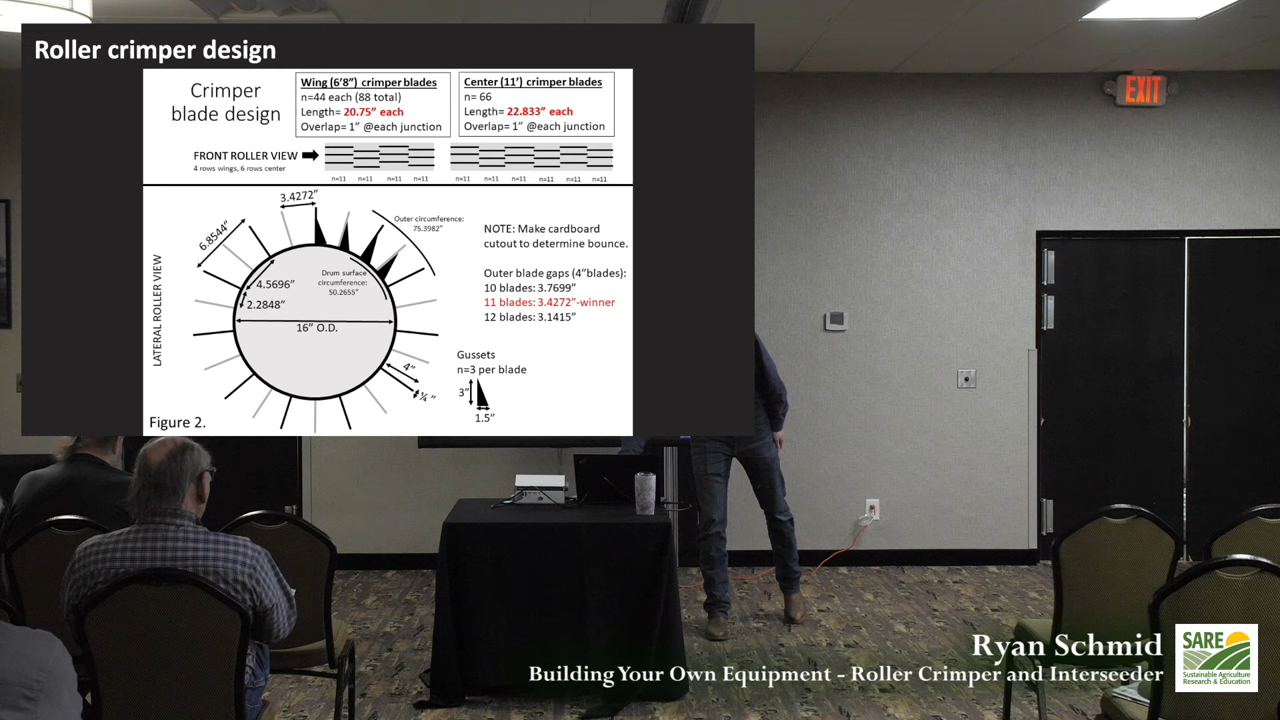 Roller crimper design
Crimper
blade design
Wing (6'8") crimper blades
n=44 each (88 total)
Length= 20.75" each
Overlap= 1" @each junction
Center (11') crimper blades
n= 66
Length= 22.833" each
Overlap= 1" @each junction
FRONT ROLLER VIEW
4 rows wings, 6 rows center
n=11 n=11 n=11 n=11 n=11 n=11 n=11 n=11 n=11 n=11
LATERAL ROLLER VIEW
3.4272"
6.8544"
Outer circumference:
75.3982"
4.5696"
2.2848"
Drum surface
circumference:
50.2655"
16" O.D.
4"
¼"
NOTE: Make cardboard
cutout to determine bounce.
Outer blade gaps (4"blades):
10 blades: 3.7699"
11 blades: 3.4272"-winner
12 blades: 3.1415"
Gussets
n=3 per blade
3"
1.5"
Figure 2.
EXIT
Ryan Schmid
Building Your Own Equipment - Roller Crimper and Interseeder
SARE
Sustainable Agriculture
Research & Education